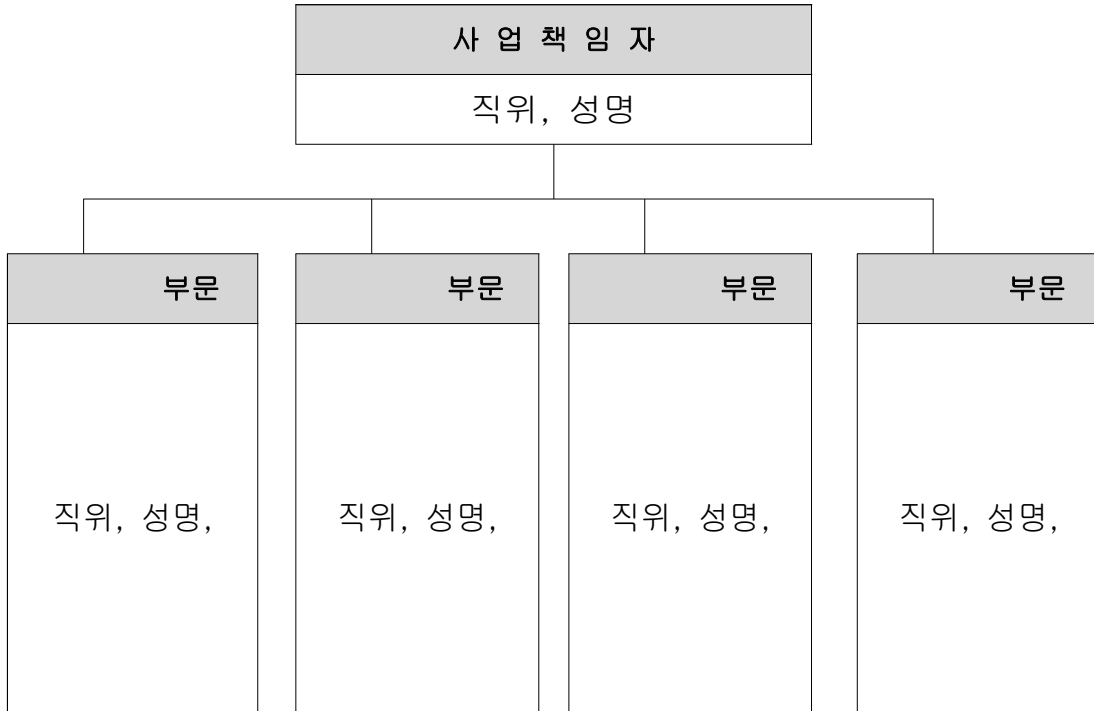 사 업 책 임 자
직위, 성명
부문 부문 부문 부문
직위, 성명, 직위, 성명, 직위, 성명, 직위, 성명,